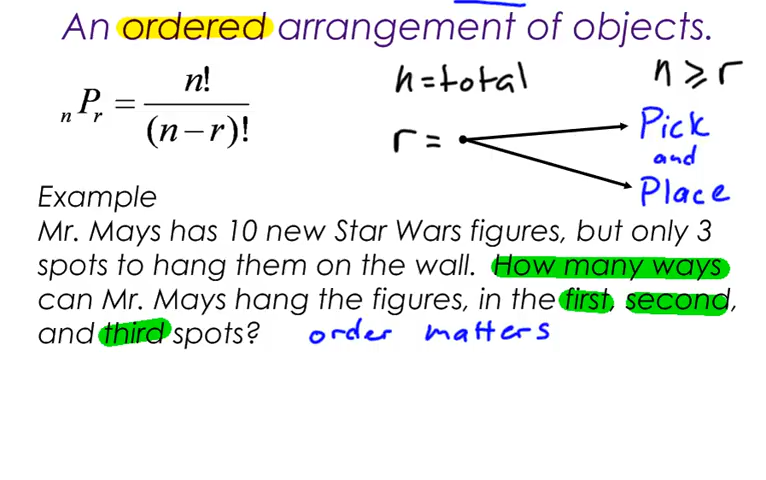 An ordered arrangement of objects.
nPr = n! / (n − r)!
n = total
n ≥ r
r =
Pick
and
Place
Example
Mr. Mays has 10 new Star Wars figures, but only 3
spots to hang them on the wall. How many ways
can Mr. Mays hang the figures, in the first, second,
and third spots? order matters